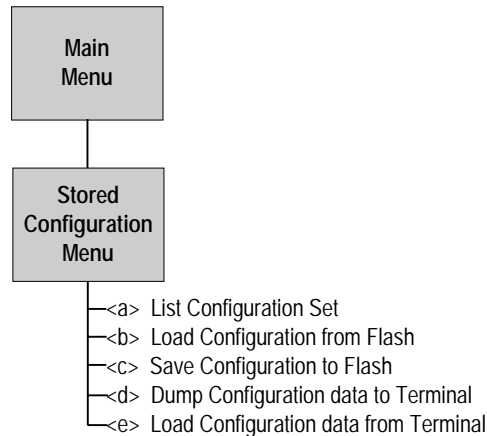 Main
Menu
Stored
Configuration
Menu
<a> List Configuration Set
<b> Load Configuration from Flash
<c> Save Configuration to Flash
<d> Dump Configuration data to Terminal
<e> Load Configuration data from Terminal